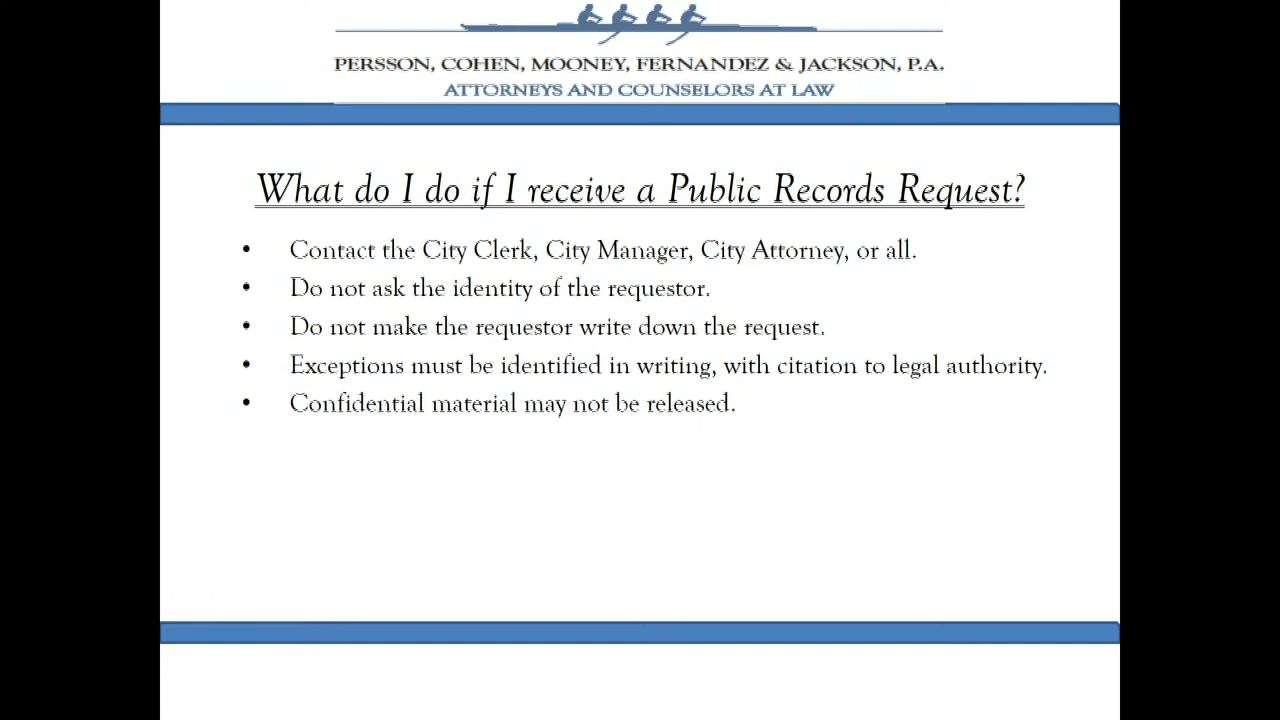 PERSSON, COHEN, MOONEY, FERNANDEZ & JACKSON, P.A.
ATTORNEYS AND COUNSELORS AT LAW
What do I do if I receive a Public Records Request?
• Contact the City Clerk, City Manager, City Attorney, or all.
• Do not ask the identity of the requestor.
• Do not make the requestor write down the request.
• Exceptions must be identified in writing, with citation to legal authority.
• Confidential material may not be released.